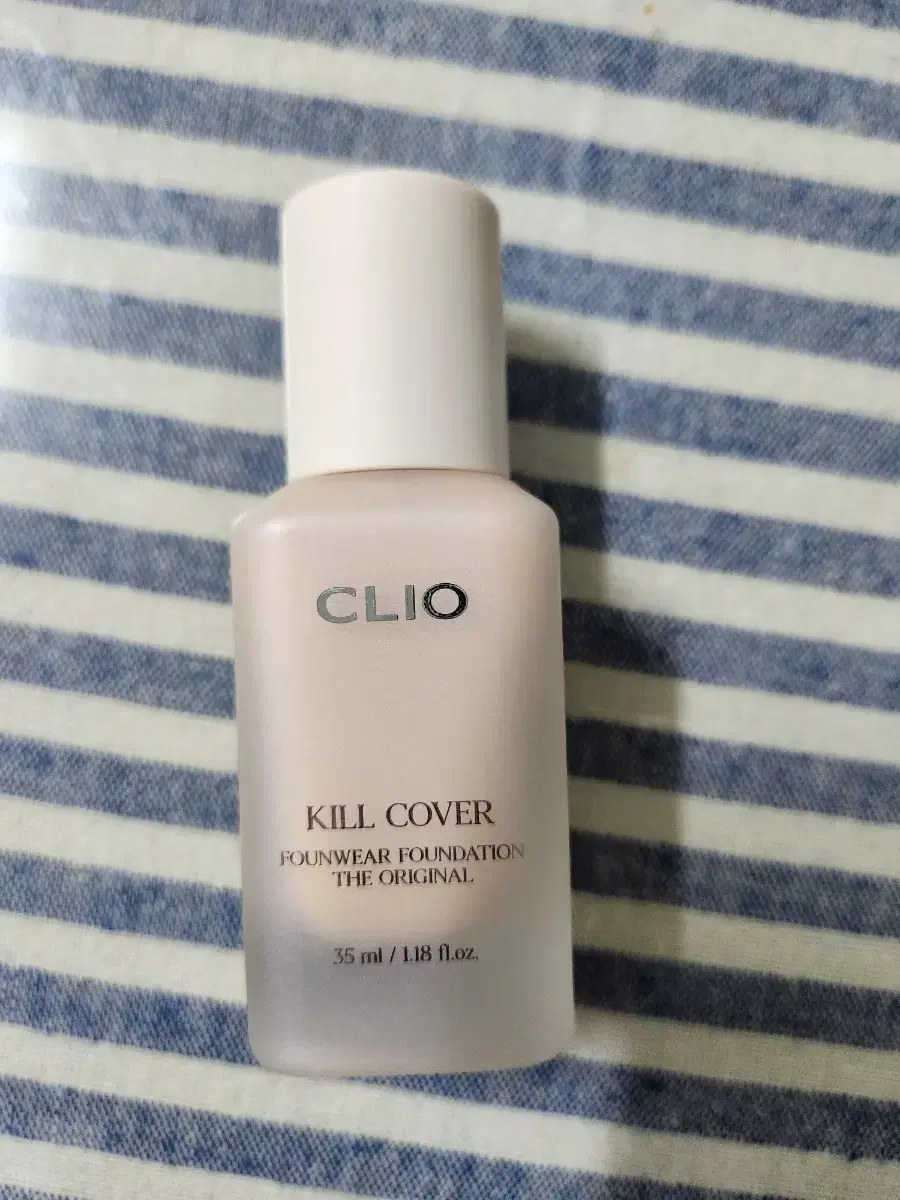 CLIO
KILL COVER
FOUNWEAR FOUNDATION
THE ORIGINAL
35 ml / 1.18 fl.oz.